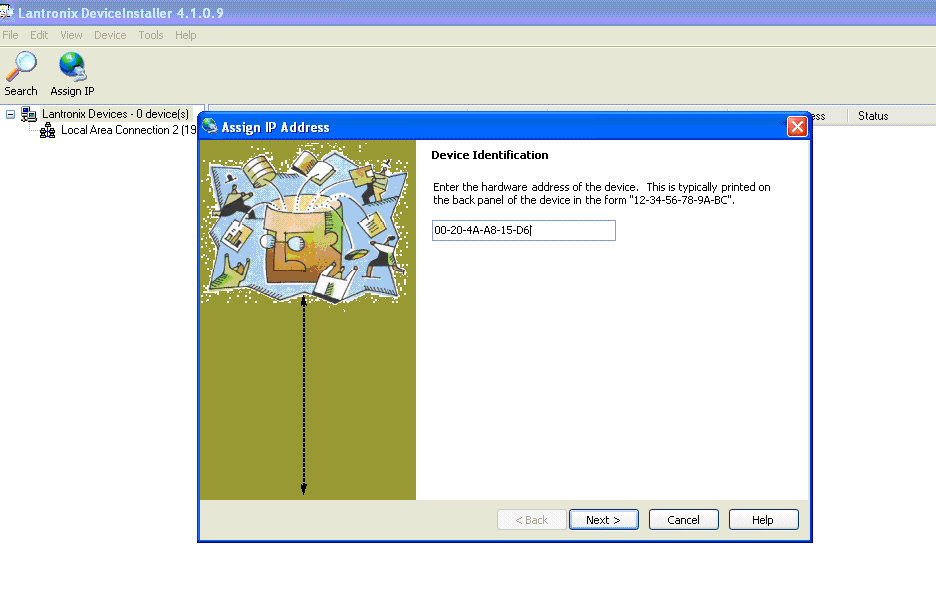 Lantronix DeviceInstaller 4.1.0.9
File Edit View Device Tools Help
Search Assign IP
Lantronix Devices - 0 device(s)
Local Area Connection 2 (19
Status
Assign IP Address
Device Identification
Enter the hardware address of the device. This is typically printed on
the back panel of the device in the form "12-34-56-78-9A-BC".
00-20-4A-A8-15-D6
< Back Next > Cancel Help